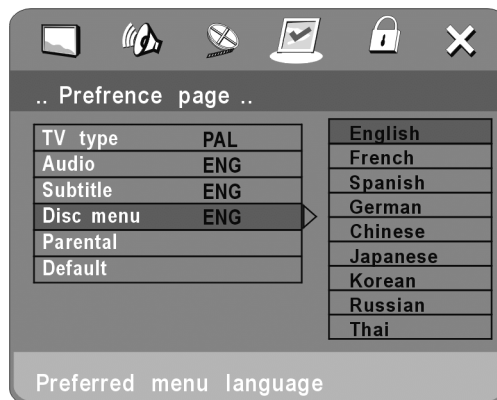 .. Prefrence page ..
TV type PAL
Audio ENG
Subtitle ENG
Disc menu ENG
Parental
Default
English
French
Spanish
German
Chinese
Japanese
Korean
Russian
Thai
Preferred menu language